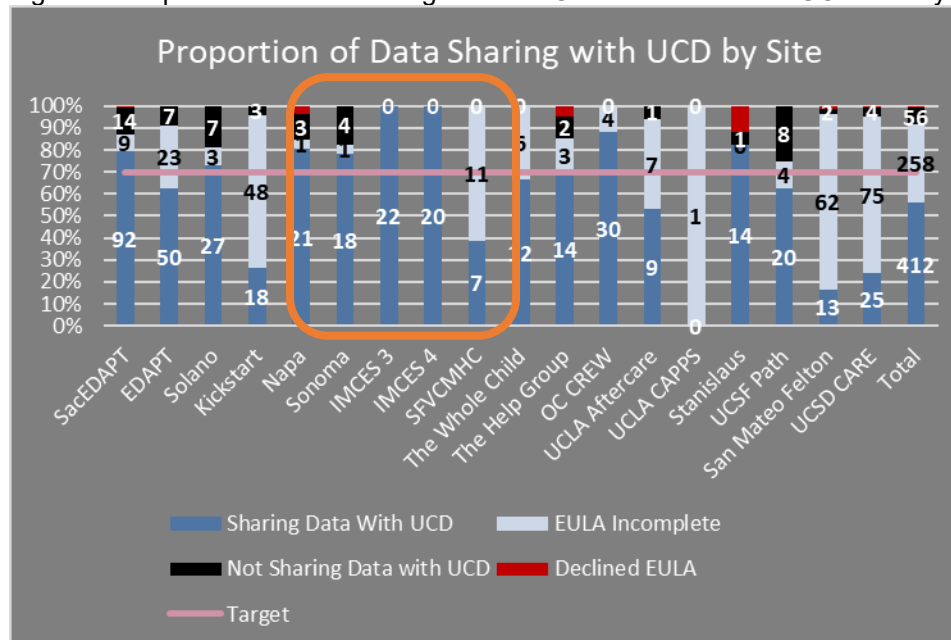 Proportion of Data Sharing with UCD by Site
100%
90%
80%
70%
60%
50%
40%
30%
20%
10%
0%
14
9
92
7
23
50
7
3
27
3
48
18
3
1
21
4
1
18
0
22
0
20
0
11
7
0
2
3
14
0
4
30
1
7
9
0
1
0
1
14
8
4
20
2
62
13
4
75
25
56
258
412
SacEDAPT
EDAPT
Solano
Kickstart
Napa
Sonoma
IMCES 3
IMCES 4
SFVCMHC
The Whole Child
The Help Group
OC CREW
UCLA Aftercare
UCLA CAPPS
Stanislaus
UCSF Path
San Mateo Felton
UCSD CARE
Total
Sharing Data With UCD
EULA Incomplete
Not Sharing Data with UCD
Declined EULA
Target